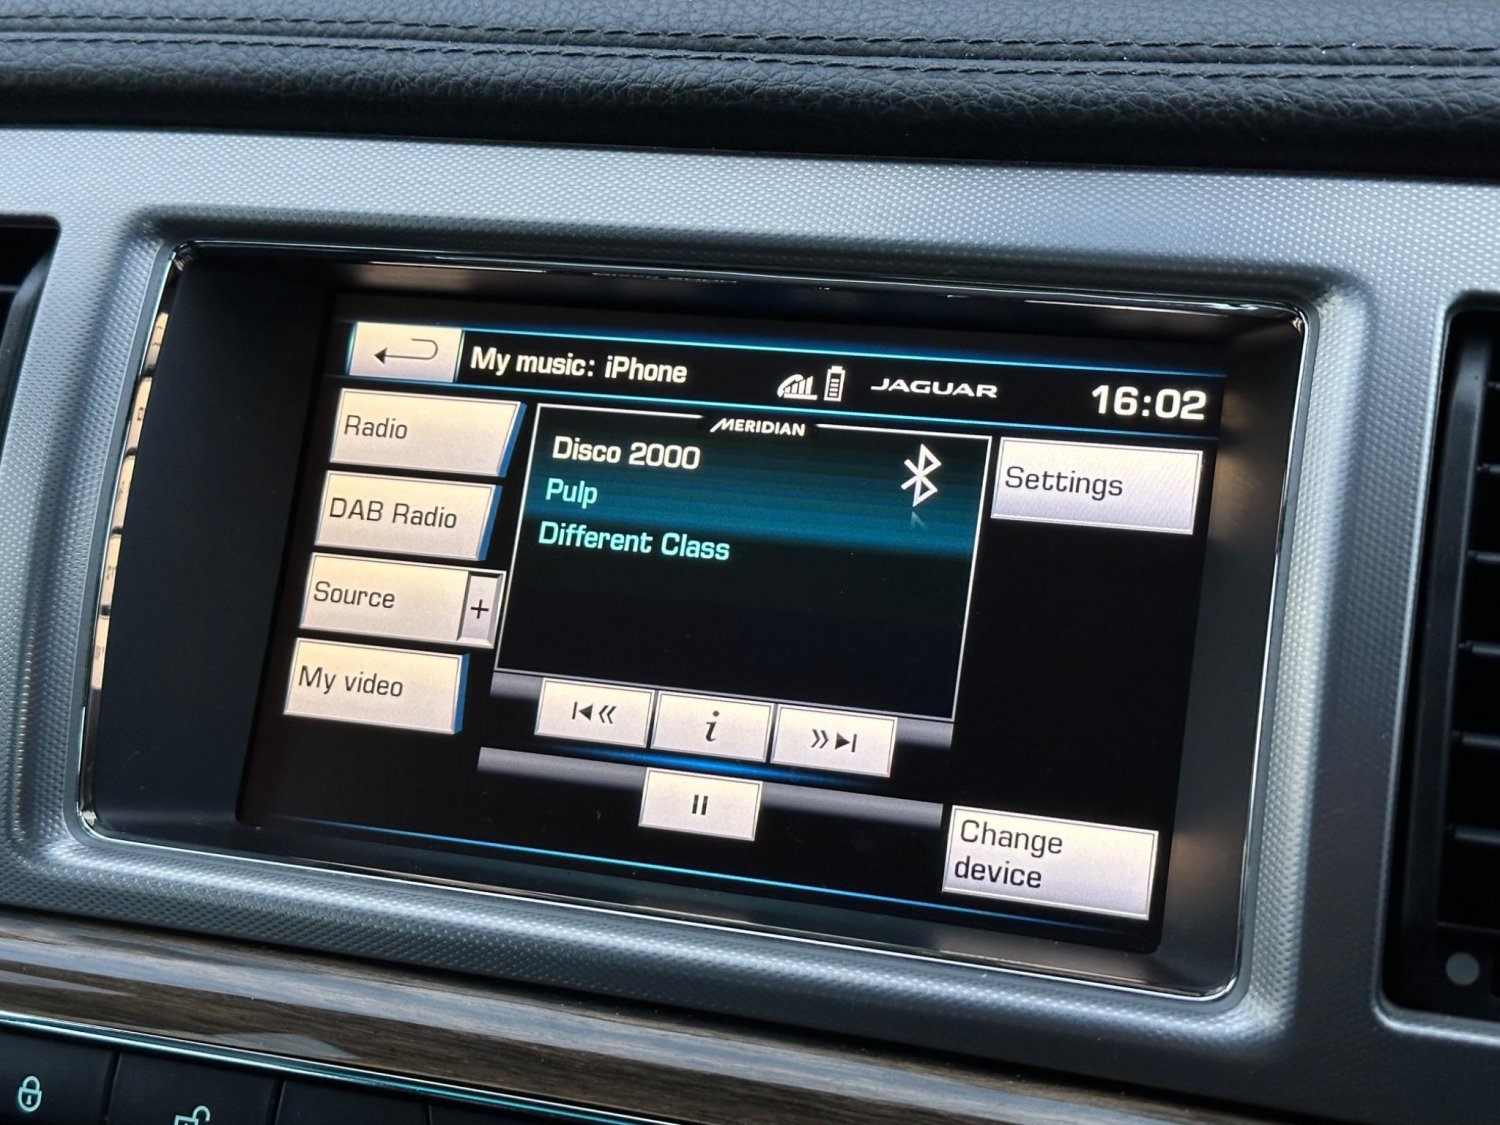 My music: iPhone
JAGUAR
16:02
Radio
DAB Radio
Source +
My video
MERIDIAN
Disco 2000
Pulp
Different Class
Settings
i
Change
device